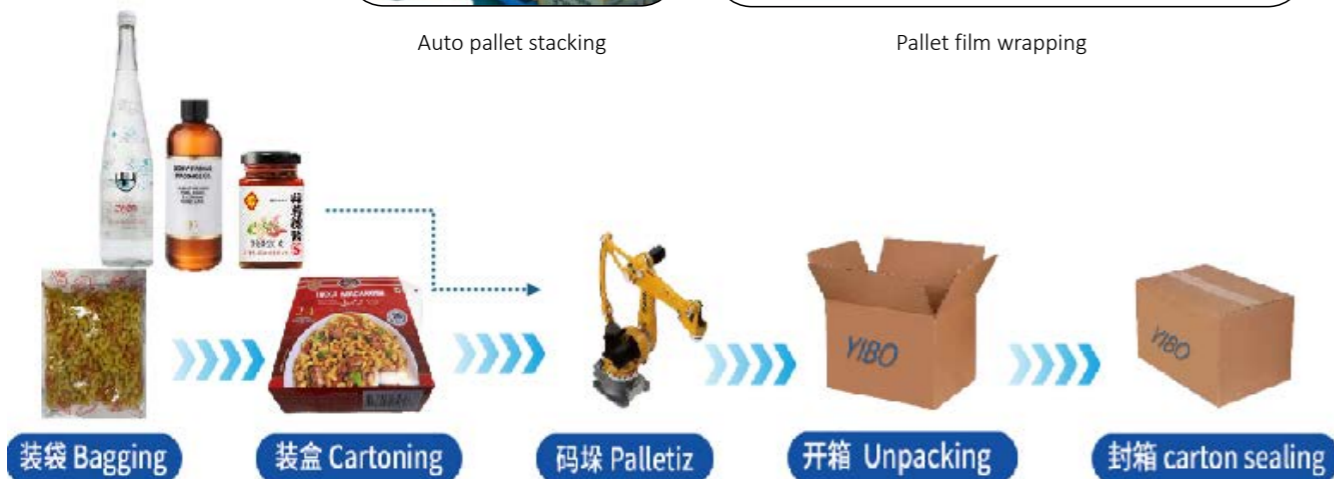 Auto pallet stacking
Pallet film wrapping
YIBO
YIBO
装袋 Bagging
装盒 Cartoning
码垛 Palletiz
开箱 Unpacking
封箱 carton sealing